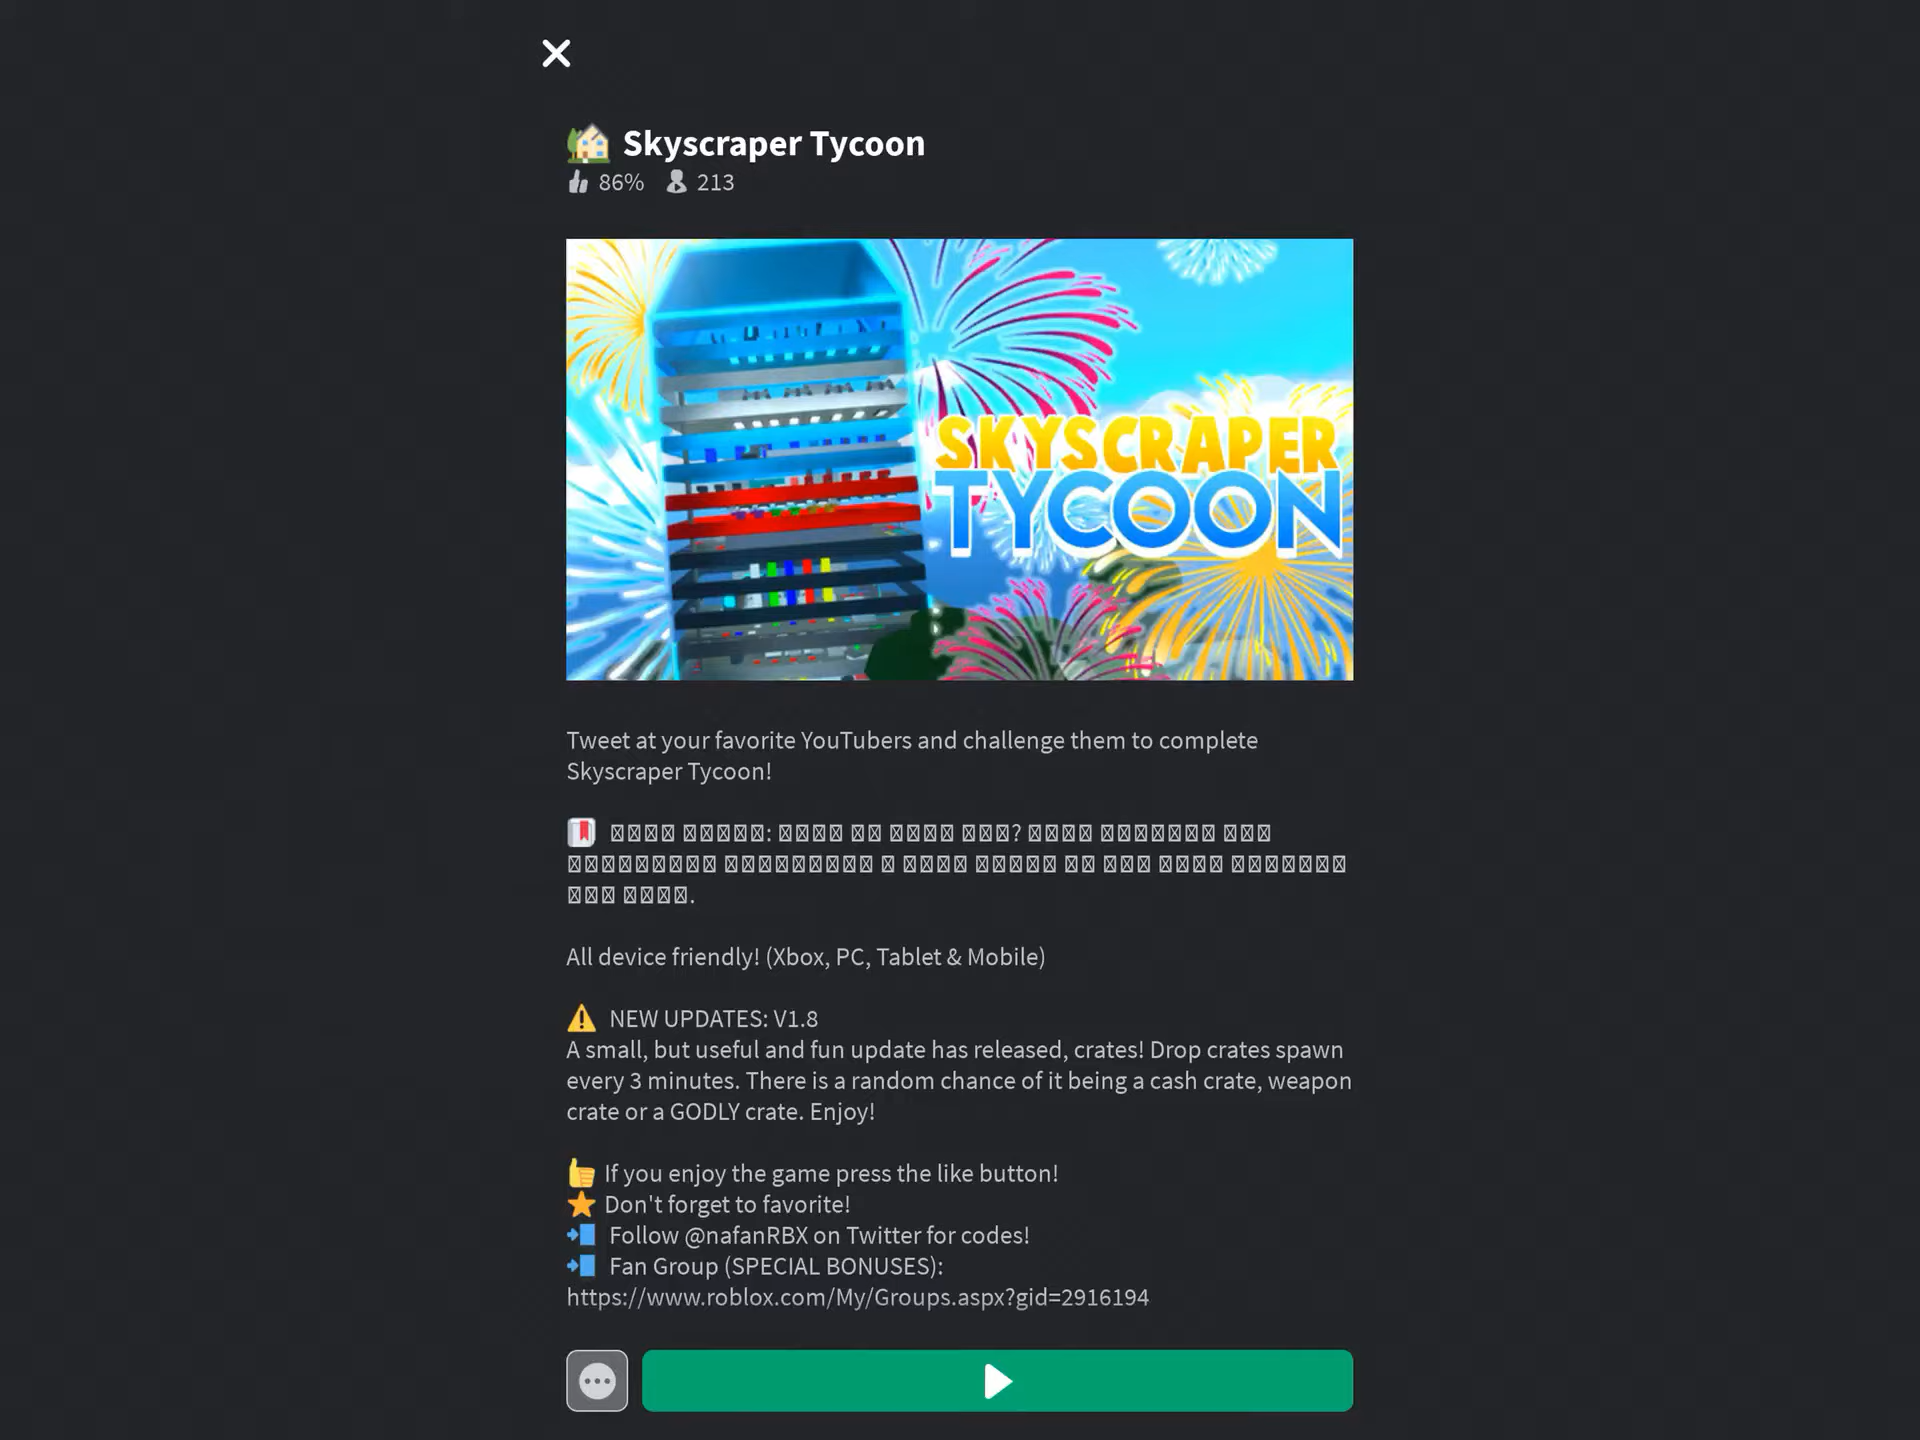 Skyscraper Tycoon
86% 213
SKYSCRAPER
TYCOON
Tweet at your favorite YouTubers and challenge them to complete
Skyscraper Tycoon!
All device friendly! (Xbox, PC, Tablet & Mobile)
NEW UPDATES: V1.8
A small, but useful and fun update has released, crates! Drop crates spawn
every 3 minutes. There is a random chance of it being a cash crate, weapon
crate or a GODLY crate. Enjoy!
If you enjoy the game press the like button!
Don't forget to favorite!
Follow @nafanRBX on Twitter for codes!
Fan Group (SPECIAL BONUSES):
https://www.roblox.com/My/Groups.aspx?gid=2916194